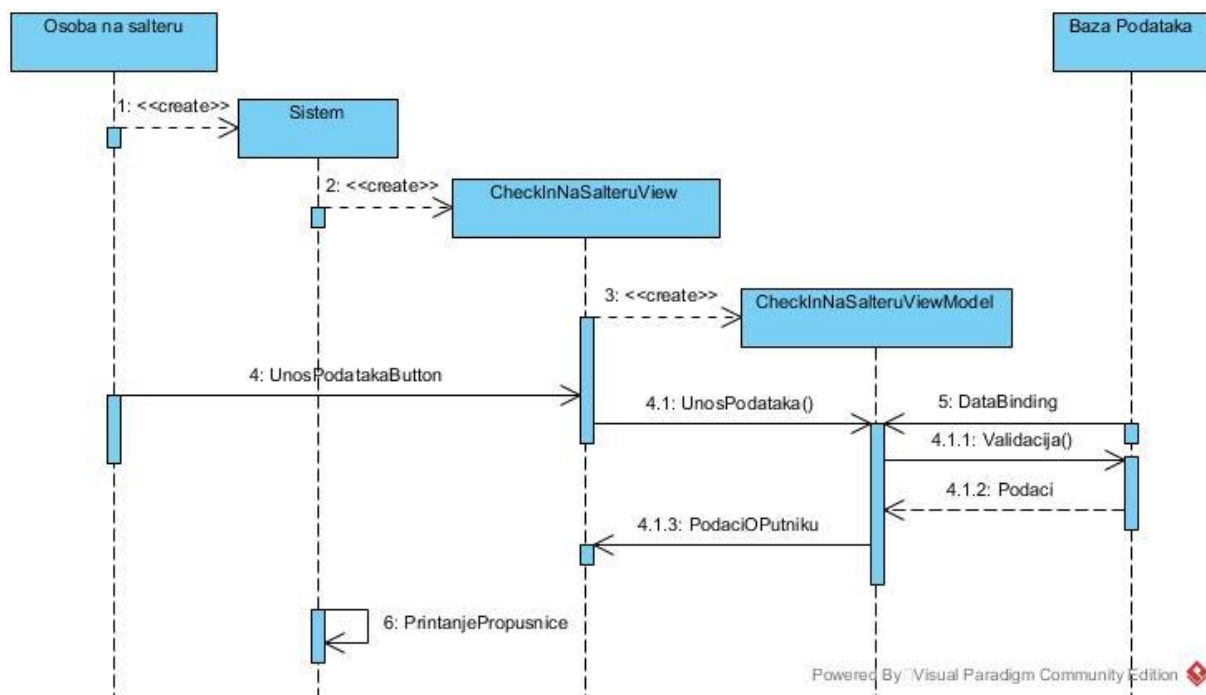 Osoba na salteru
Baza Podataka
1: <<create>>
Sistem
2: <<create>>
CheckInNaSalteruView
3: <<create>>
CheckInNaSalteruViewModel
4: UnosPodatakaButton
4.1: UnosPodataka()
5: DataBinding
4.1.1: Validacija()
4.1.2: Podaci
4.1.3: PodaciOPutniku
6: PrintanjePropusnice
Powered By Visual Paradigm Community Edition